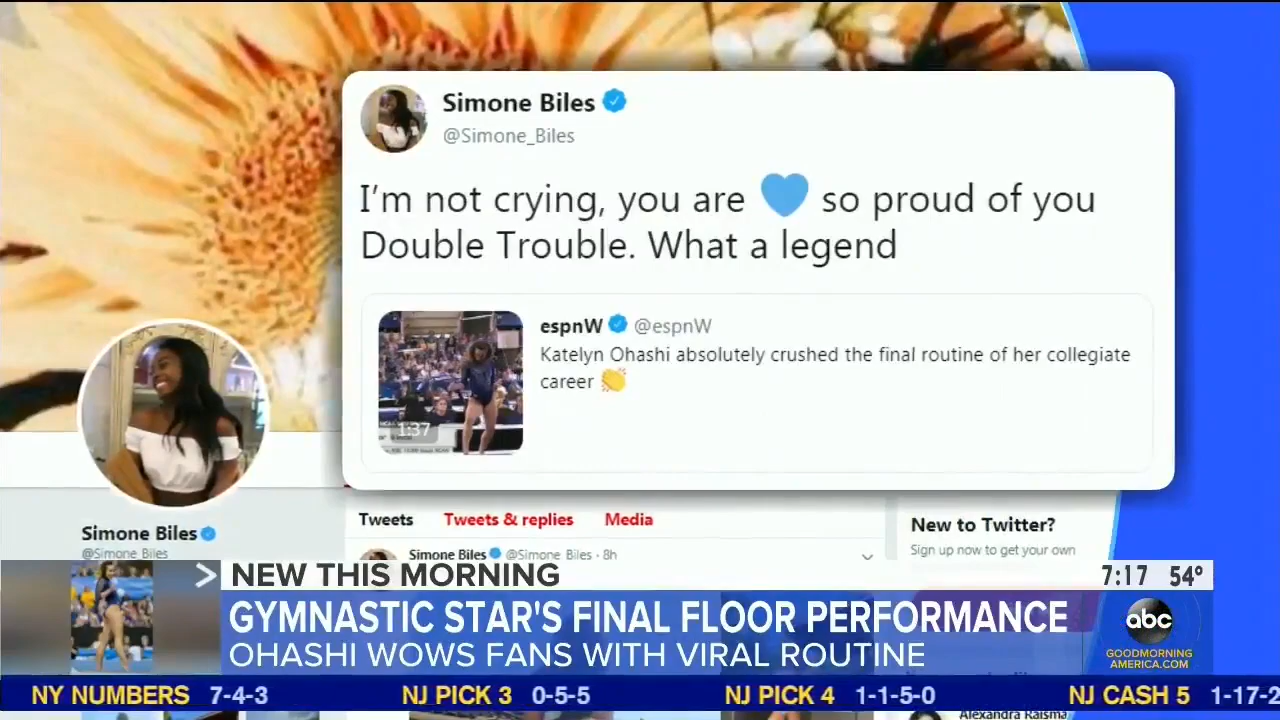 Simone Biles
@Simone_Biles
I'm not crying, you are 💙 so proud of you
Double Trouble. What a legend
espnW @espnW
Katelyn Ohashi absolutely crushed the final routine of her collegiate
career 👏
1:37
Simone Biles
@Simone_Biles
Tweets Tweets & replies Media
Simone Biles @Simone_Biles · 8h
New to Twitter?
Sign up now to get your own
NEW THIS MORNING
7:17 54°
GYMNASTIC STAR'S FINAL FLOOR PERFORMANCE
OHASHI WOWS FANS WITH VIRAL ROUTINE
abc
GOODMORNING
AMERICA.COM
NY NUMBERS 7-4-3 NJ PICK 3 0-5-5 NJ PICK 4 1-1-5-0 NJ CASH 5 1-17-2
Alexandra Raisma